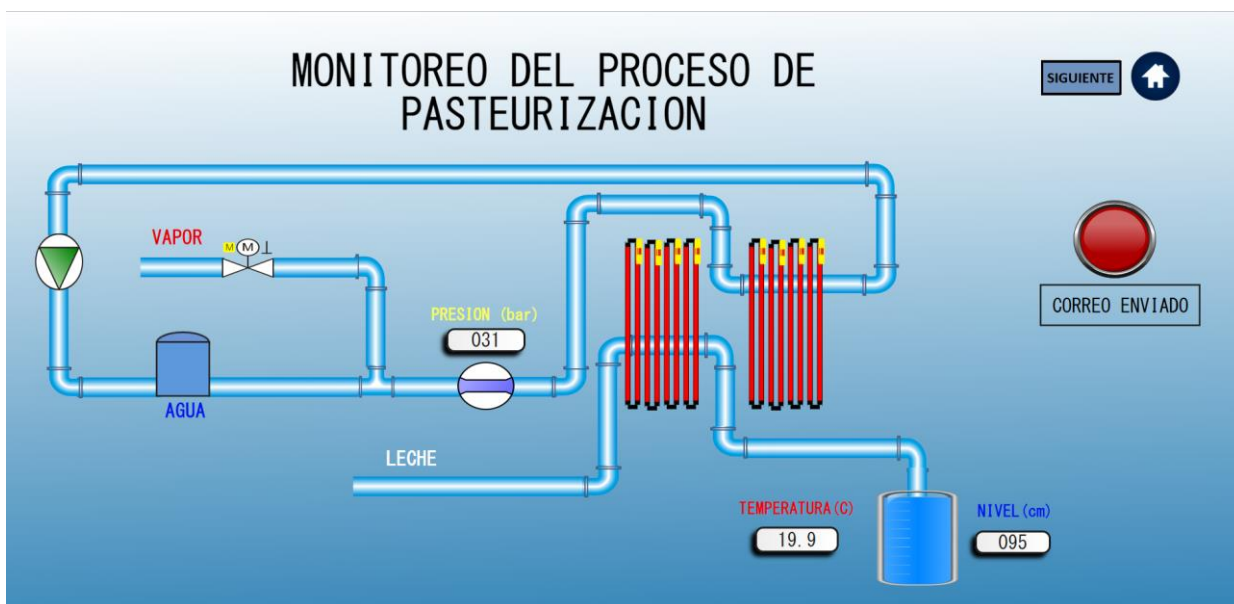 MONITOREO DEL PROCESO DE
PASTEURIZACION
SIGUIENTE
VAPOR
M M
PRESION (bar)
031
CORREO ENVIADO
AGUA
LECHE
TEMPERATURA(C)
19.9
NIVEL(cm)
095